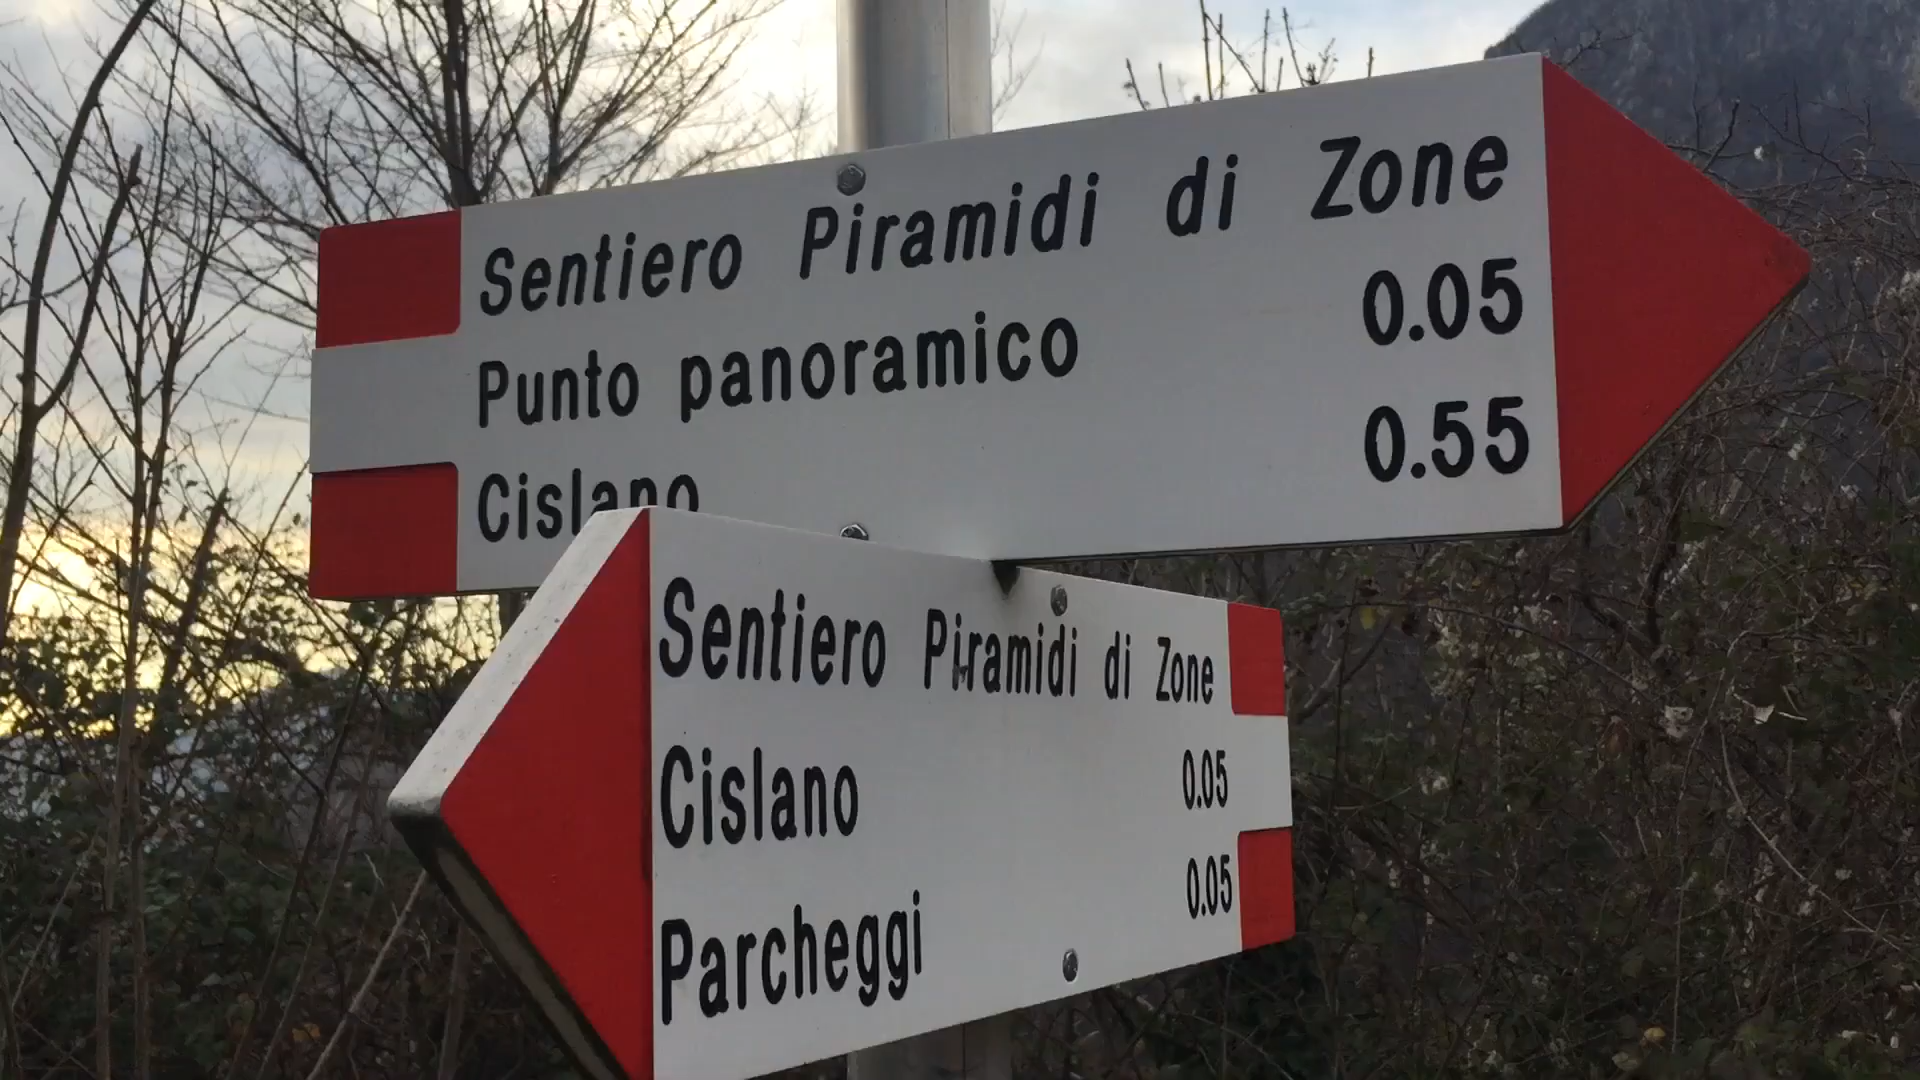 Sentiero Piramidi di Zone
Punto panoramico 0.05
Cislano 0.55
Sentiero Piramidi di Zone
Cislano 0.05
Parcheggi 0.05